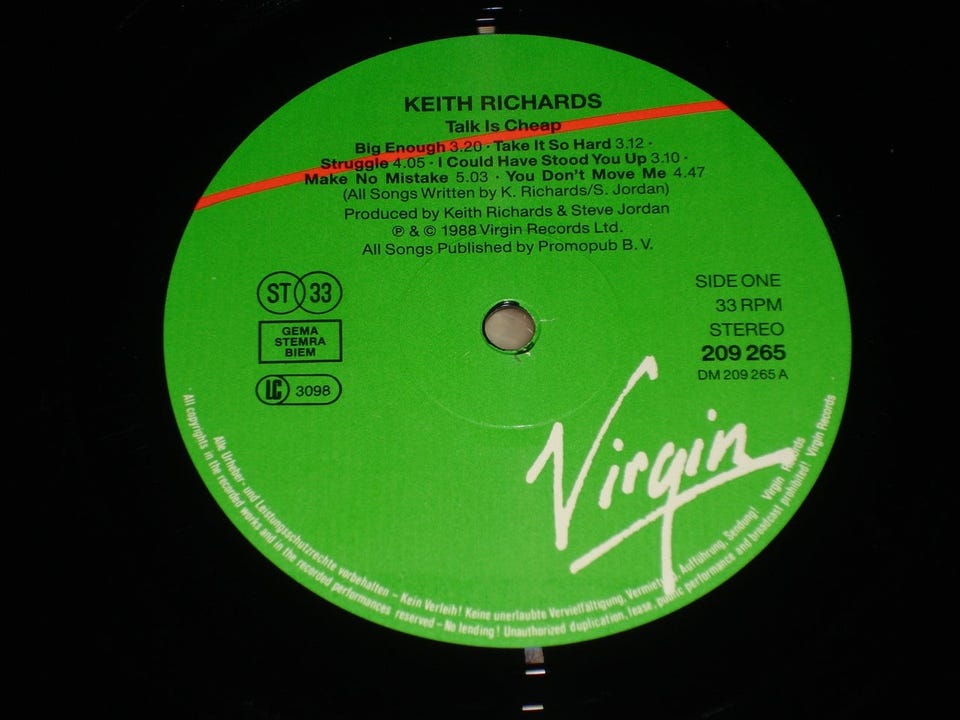 KEITH RICHARDS
Talk Is Cheap
Big Enough 3.20 · Take It So Hard 3.12 ·
Struggle 4.05 · I Could Have Stood You Up 3.10 ·
Make No Mistake 5.03 · You Don't Move Me 4.47
(All Songs Written by K. Richards/S. Jordan)
Produced by Keith Richards & Steve Jordan
℗ & © 1988 Virgin Records Ltd.
All Songs Published by Promopub B. V.
ST 33
GEMA
STEMRA
BIEM
LC 3098
SIDE ONE
33 RPM
STEREO
209 265
DM 209 265 A
Virgin
Alle Urheber- und Leistungsschutzrechte vorbehalten – Kein Verleih! Keine unerlaubte Vervielfältigung, Aufführung, Sendung! Virgin Records
All copyrights in the recorded works and in the recorded performances reserved – No lending! Unauthorized duplication, lease, public performance and broadcast prohibited! Virgin Records